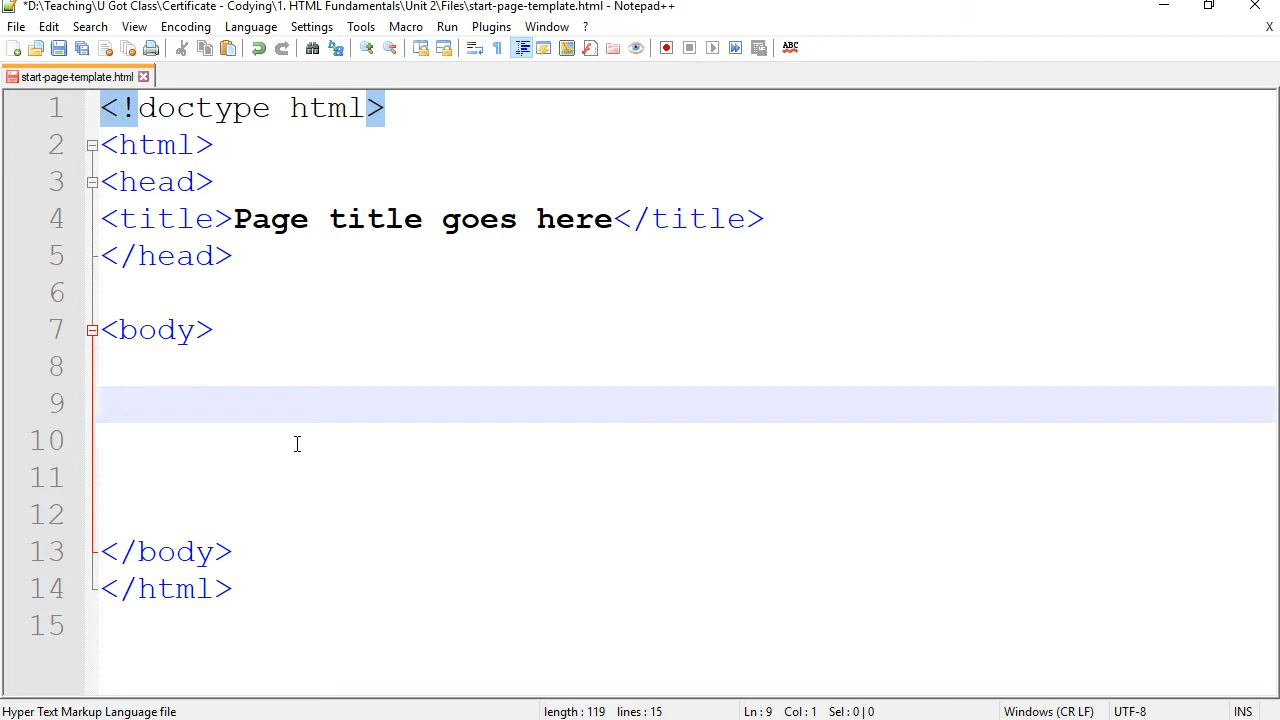 *D:\Teaching\U Got Class\Certificate - Codying\1. HTML Fundamentals\Unit 2\Files\start-page-template.html - Notepad++
File Edit Search View Encoding Language Settings Tools Macro Run Plugins Window ? X
ABC
start-page-template.html
1 <!doctype html>
2 <html>
3 <head>
4 <title>Page title goes here</title>
5 </head>
6
7 <body>
8
9
10
11
12
13 </body>
14 </html>
15
Hyper Text Markup Language file length : 119 lines : 15 Ln : 9 Col : 1 Sel : 0 | 0 Windows (CR LF) UTF-8 INS